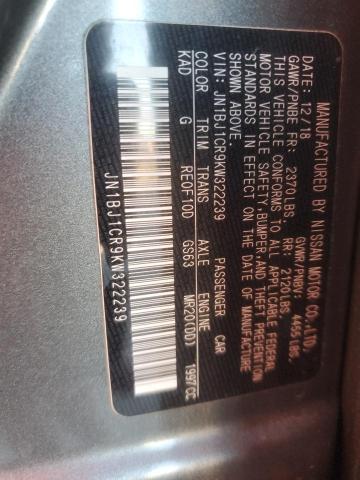 MANUFACTURED BY NISSAN MOTOR CO.,LTD.
DATE: 12/18 GVWR/PNBV: 4455LBS.
GAWR/PNBE FR: 2370LBS. RR: 2120LBS.
THIS VEHICLE CONFORMS TO ALL APPLICABLE FEDERAL
MOTOR VEHICLE SAFETY,BUMPER,AND THEFT PREVENTION
STANDARDS IN EFFECT ON THE DATE OF MANUFACTURE
SHOWN ABOVE.
VIN: JN1BJ1CR9KW322239 PASSENGER CAR
COLOR TRIM TRANS AXLE ENGINE
KAD G RE0F10D GS63 MR20(DD) 1997CC
JN1BJ1CR9KW322239